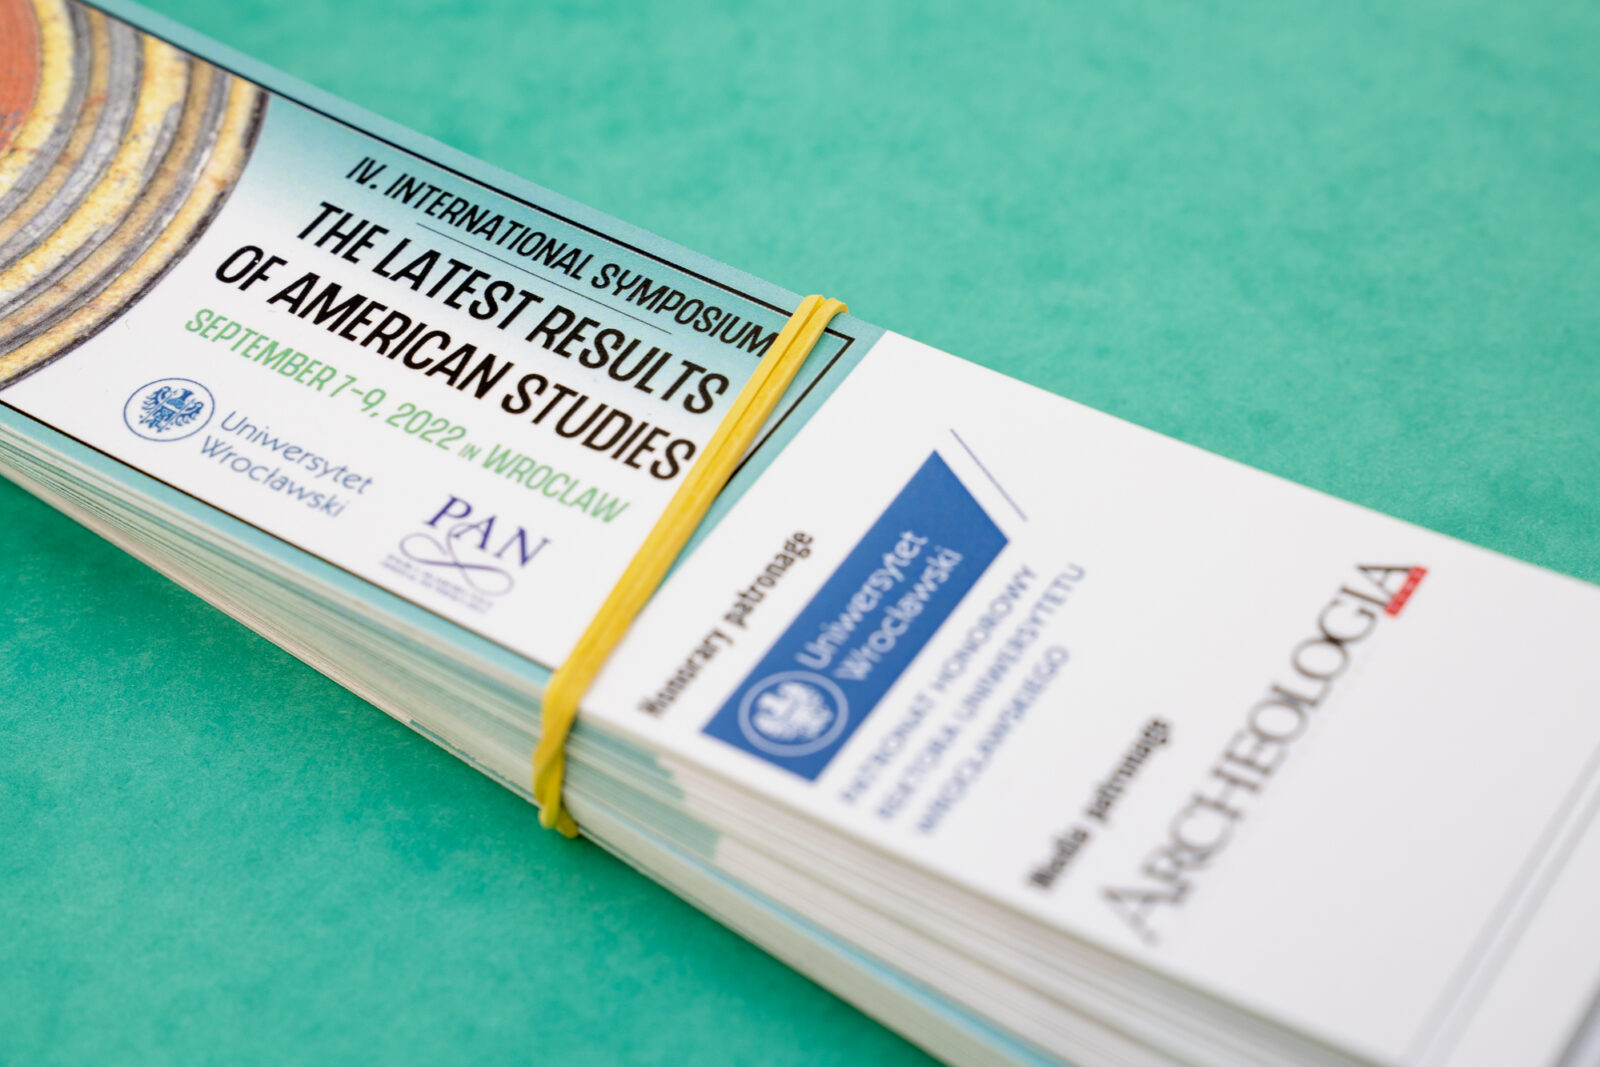 IV. INTERNATIONAL SYMPOSIUM
THE LATEST RESULTS
OF AMERICAN STUDIES
SEPTEMBER 7–9, 2022 IN WROCLAW
Uniwersytet
Wrocławski
PAN
Honorary patronage
Uniwersytet
Wrocławski
PATRONAT HONOROWY
REKTORA UNIWERSYTETU
WROCŁAWSKIEGO
Media patronage
ARCHEOLOGIA